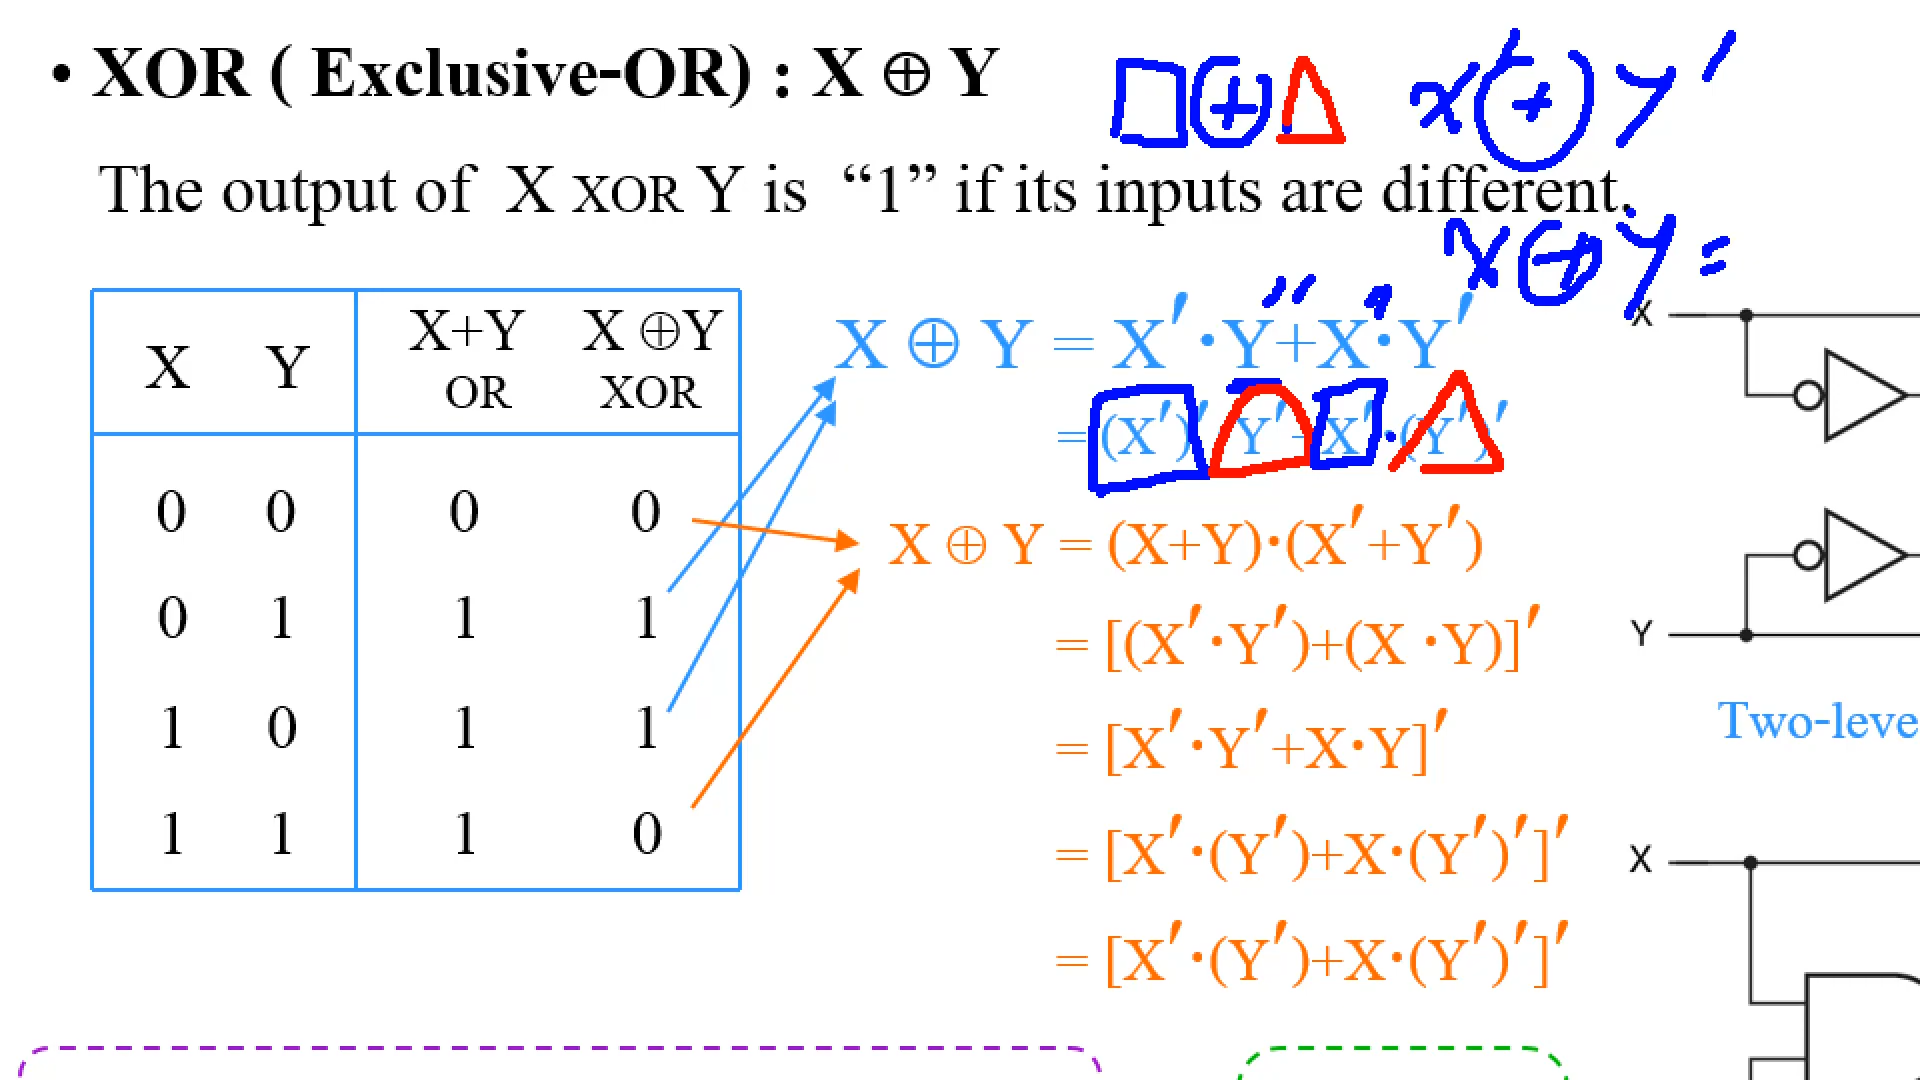 • XOR ( Exclusive-OR) : X ⊕ Y
□ ⊕ △ x ⊕ y ′
The output of X XOR Y is “1” if its inputs are different.
x ⊕ y =
X Y X+Y X ⊕Y
OR XOR
0 0 0 0
0 1 1 1
1 0 1 1
1 1 1 0
X ⊕ Y = X′·Y+X·Y′
= (X′)′ Y′+X′·(Y′)′
X ⊕ Y = (X+Y)·(X′+Y′)
= [(X′·Y′)+(X ·Y)]′
= [X′·Y′+X·Y]′
= [X′·(Y′)+X·(Y′)′]′
= [X′·(Y′)+X·(Y′)′]′
X
Y
Two-leve
X